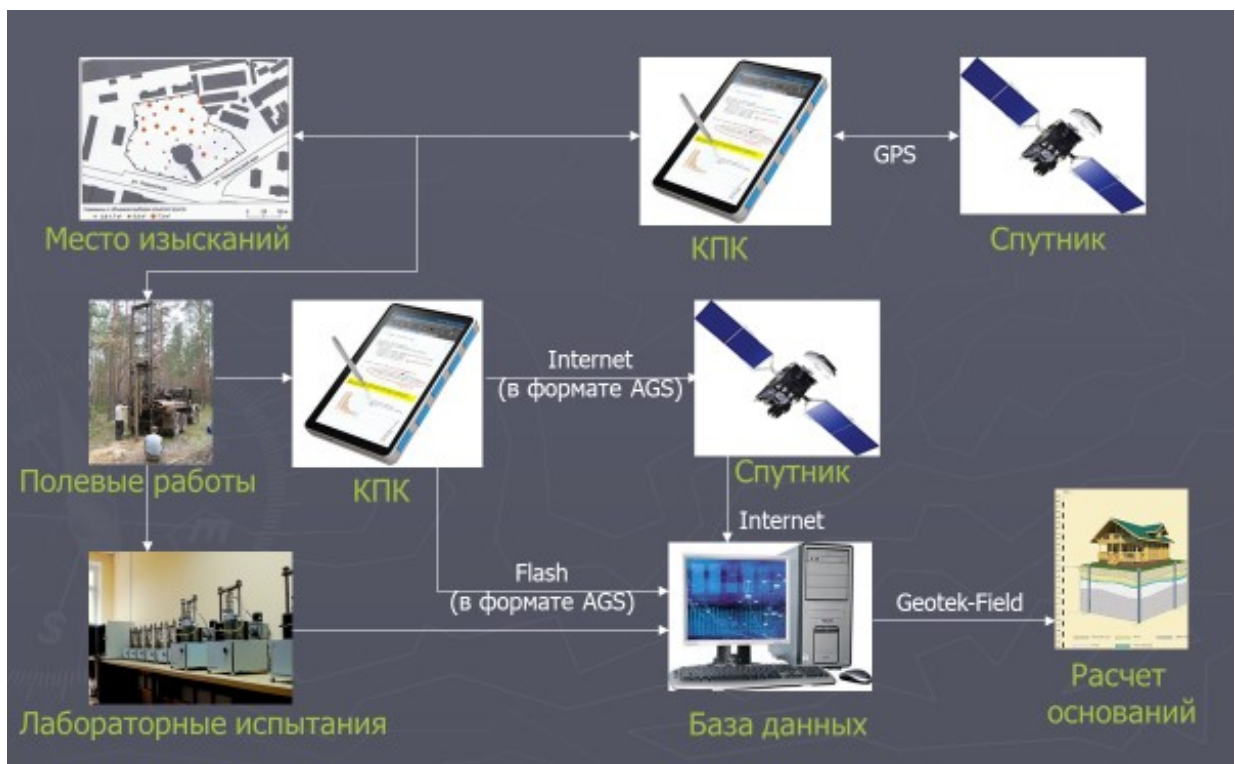 GPS
Место изысканий
КПК
Спутник
Internet
(в формате AGS)
Полевые работы
КПК
Спутник
Internet
Flash
(в формате AGS)
Geotek-Field
Лабораторные испытания
База данных
Расчет
оснований